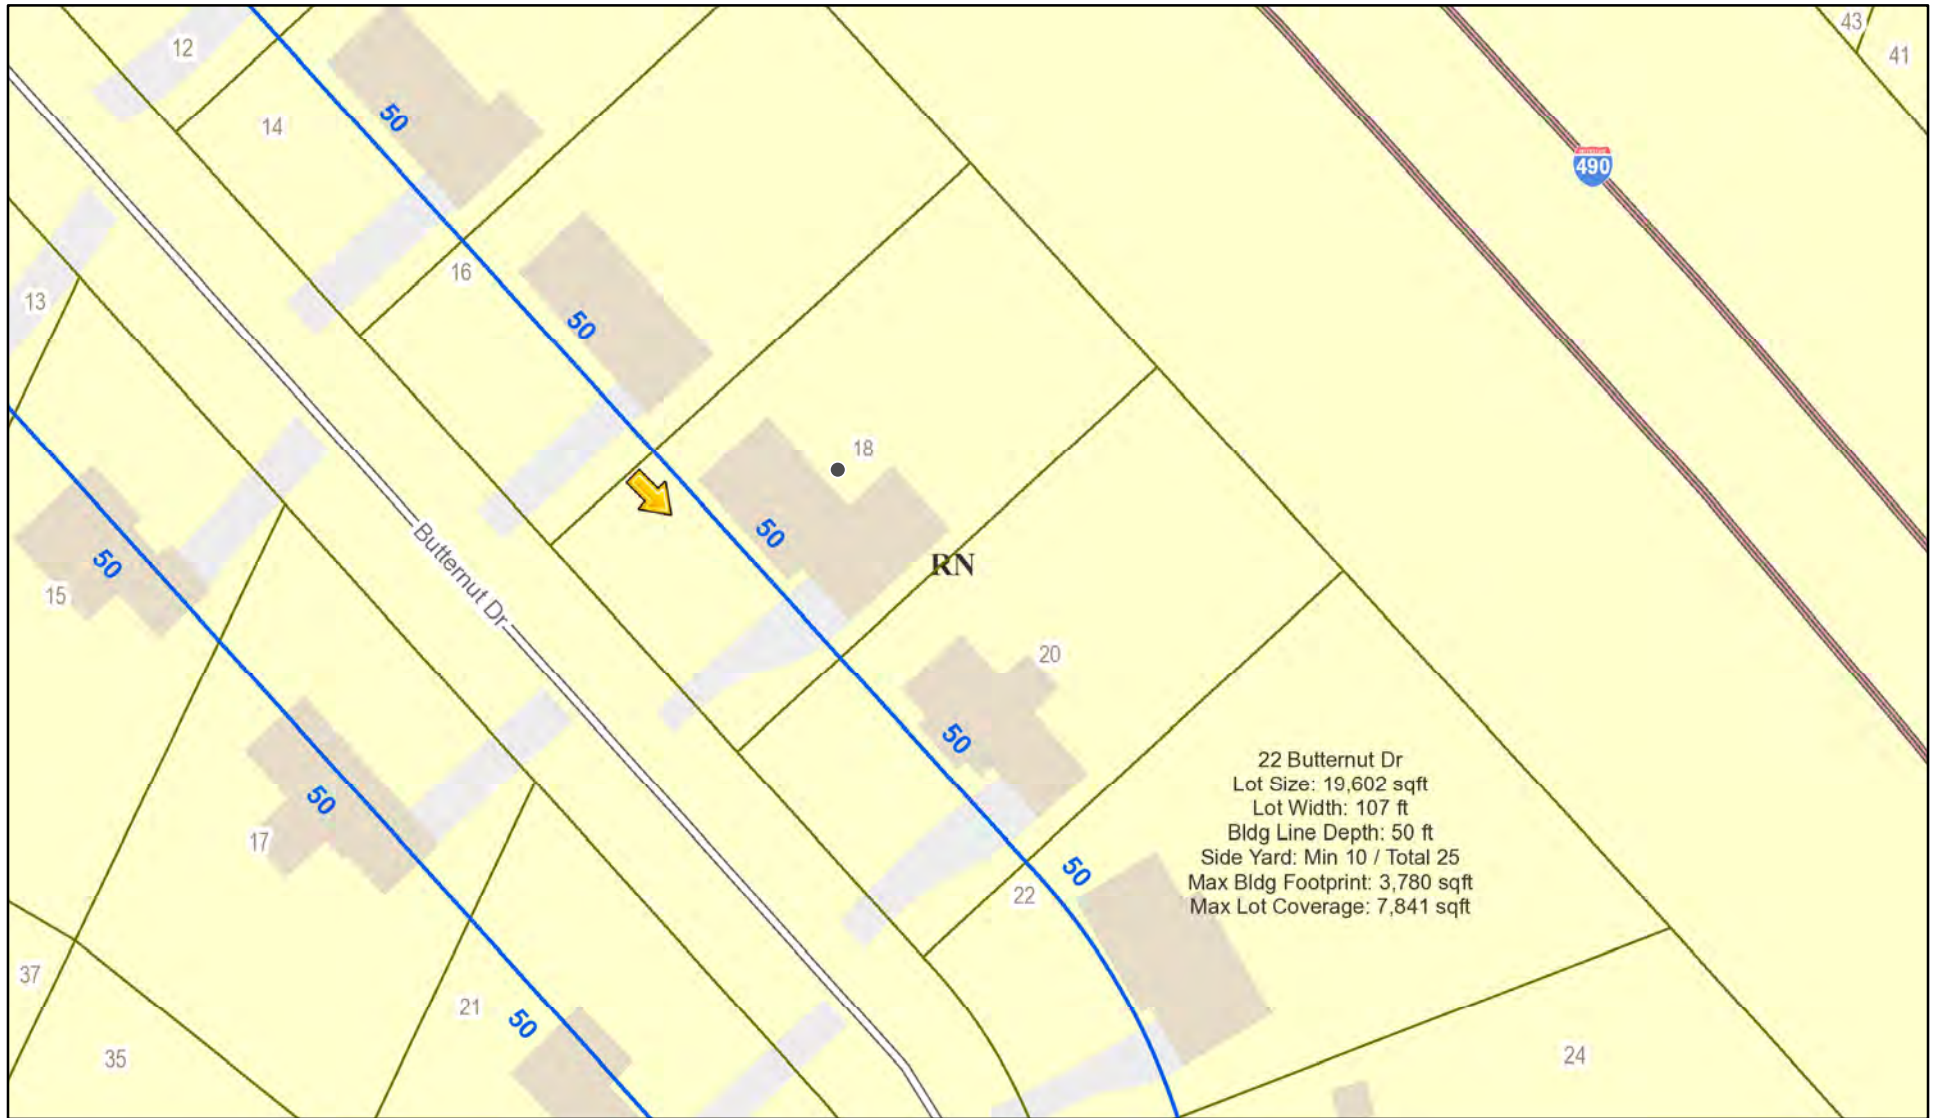 43
12
41
50
14
490
16
13
50
18
50
Butternut Dr
50
RN
15
20
50
22 Butternut Dr
Lot Size: 19,602 sqft
Lot Width: 107 ft
Bldg Line Depth: 50 ft
Side Yard: Min 10 / Total 25
Max Bldg Footprint: 3,780 sqft
Max Lot Coverage: 7,841 sqft
50
17
50
22
37
21
50
35
24